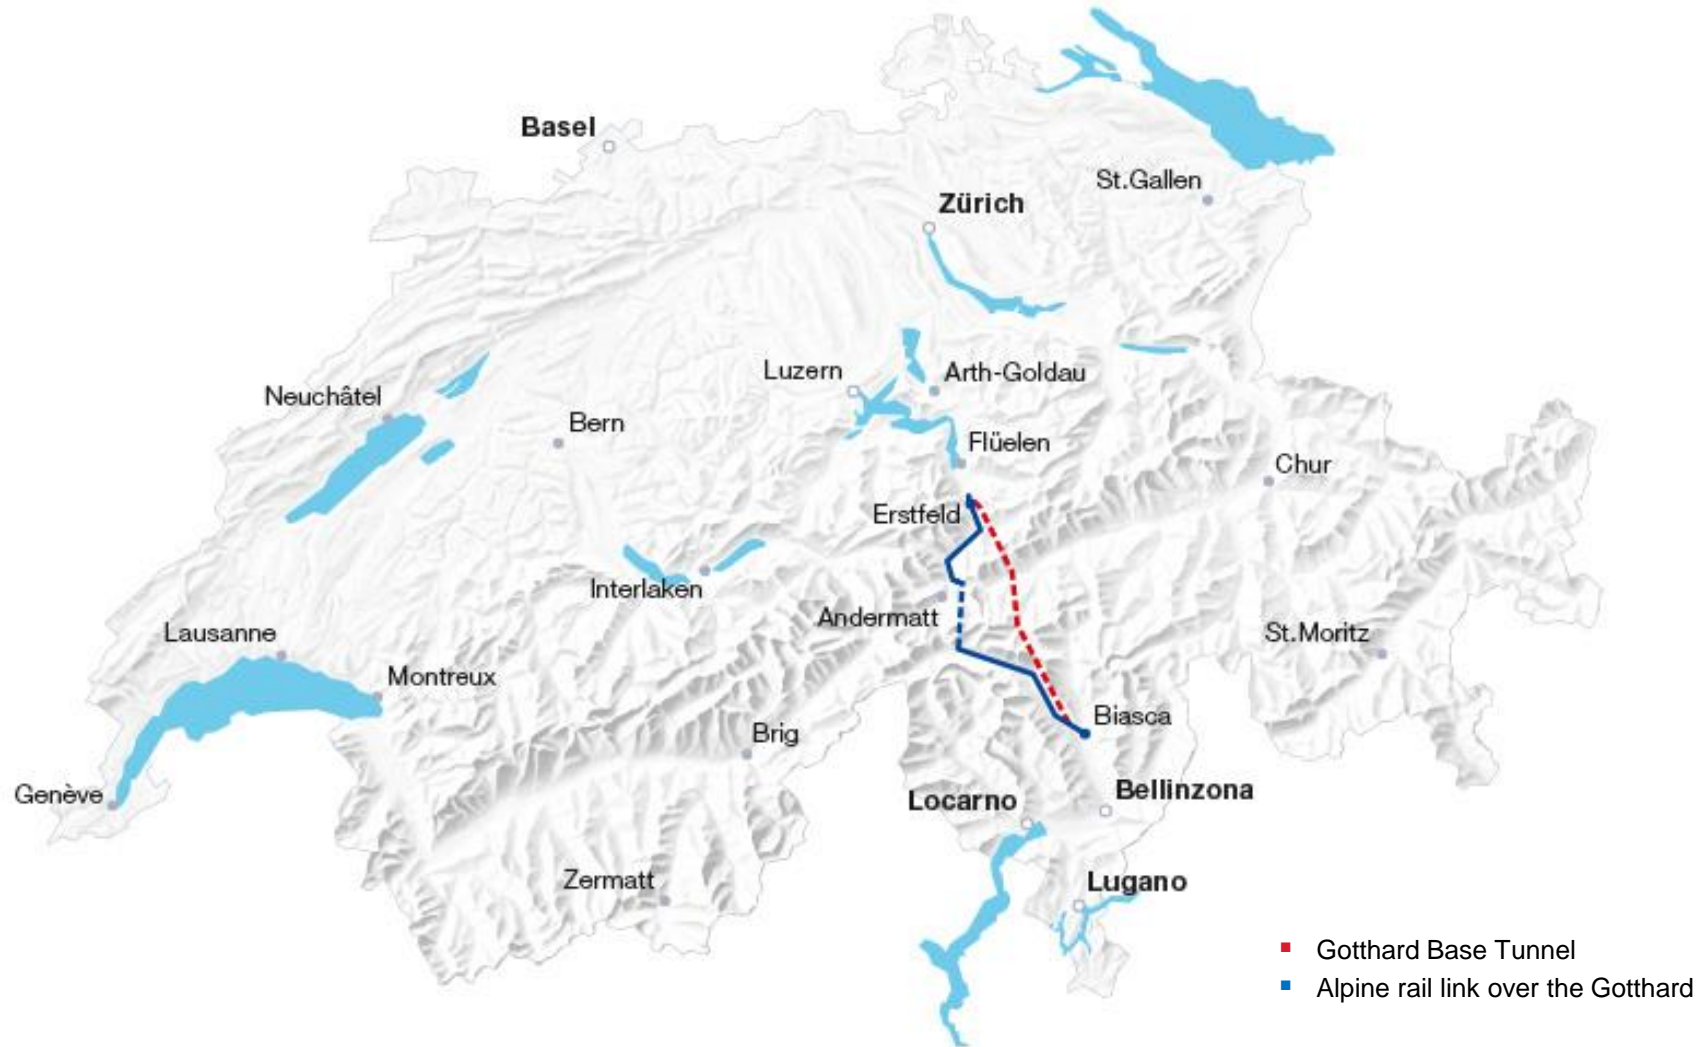 Basel
St.Gallen
Zürich
Luzern
Arth-Goldau
Neuchâtel
Bern
Flüelen
Chur
Erstfeld
Interlaken
Andermatt
Lausanne
St.Moritz
Montreux
Biasca
Brig
Genève
Locarno
Bellinzona
Zermatt
Lugano
Gotthard Base Tunnel
Alpine rail link over the Gotthard